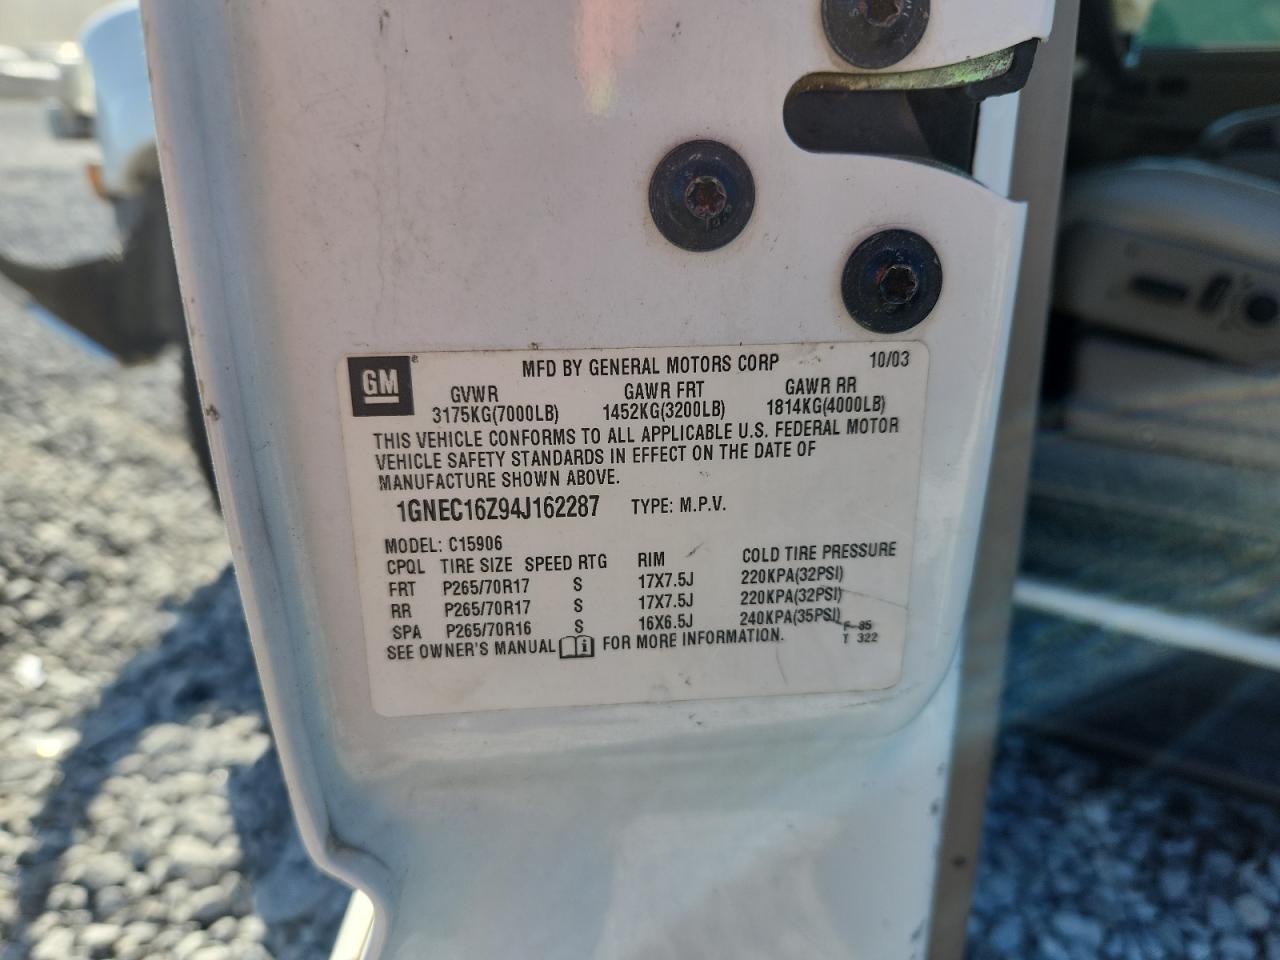 GM
MFD BY GENERAL MOTORS CORP 10/03
GVWR GAWR FRT GAWR RR
3175KG(7000LB) 1452KG(3200LB) 1814KG(4000LB)
THIS VEHICLE CONFORMS TO ALL APPLICABLE U.S. FEDERAL MOTOR
VEHICLE SAFETY STANDARDS IN EFFECT ON THE DATE OF
MANUFACTURE SHOWN ABOVE.
1GNEC16Z94J162287 TYPE: M.P.V.
MODEL: C15906
CPQL TIRE SIZE SPEED RTG RIM COLD TIRE PRESSURE
FRT P265/70R17 S 17X7.5J 220KPA(32PSI)
RR P265/70R17 S 17X7.5J 220KPA(32PSI)
SPA P265/70R16 S 16X6.5J 240KPA(35PSI)
SEE OWNER'S MANUAL FOR MORE INFORMATION.
F 85
T 322